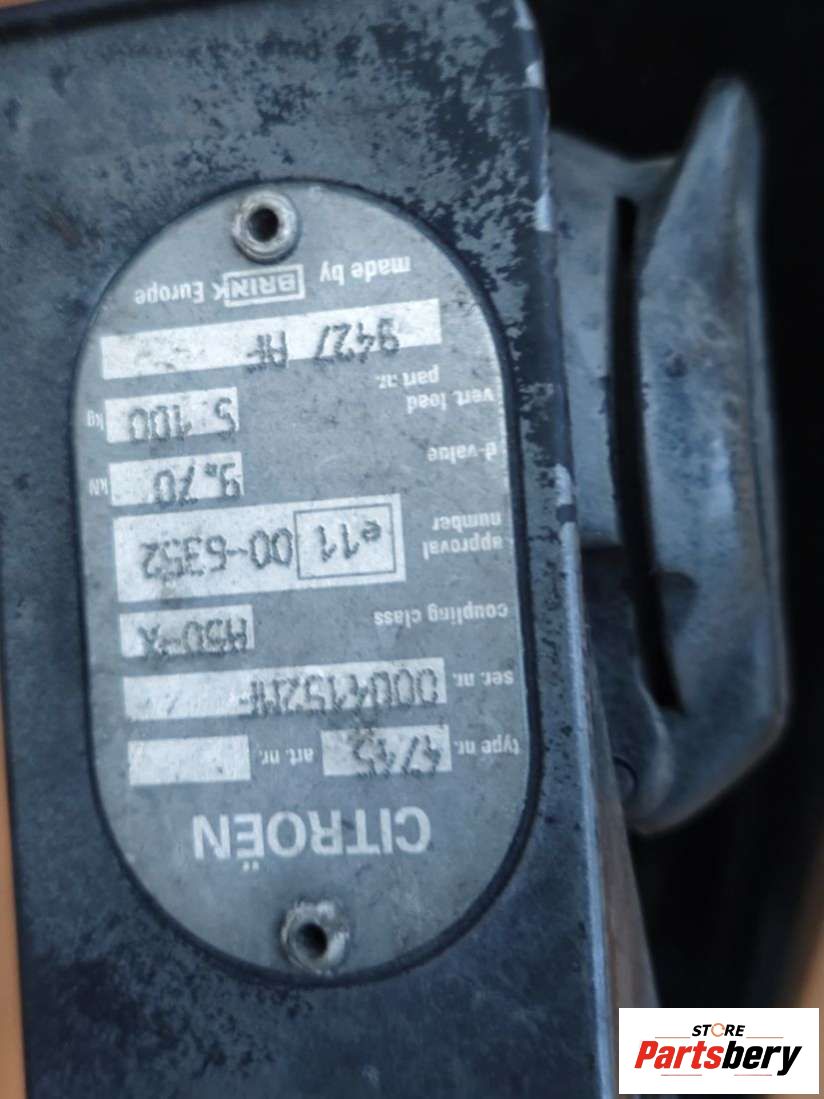 CITROËN
type nr. art. nr.
ser. nr.
coupling class A50-X
approval number e11 00-6352
d-value 9.70 kN
vert load S 100 kg
part nr. 9427 AF
made by BRINK Europe
STORE
Partsbery